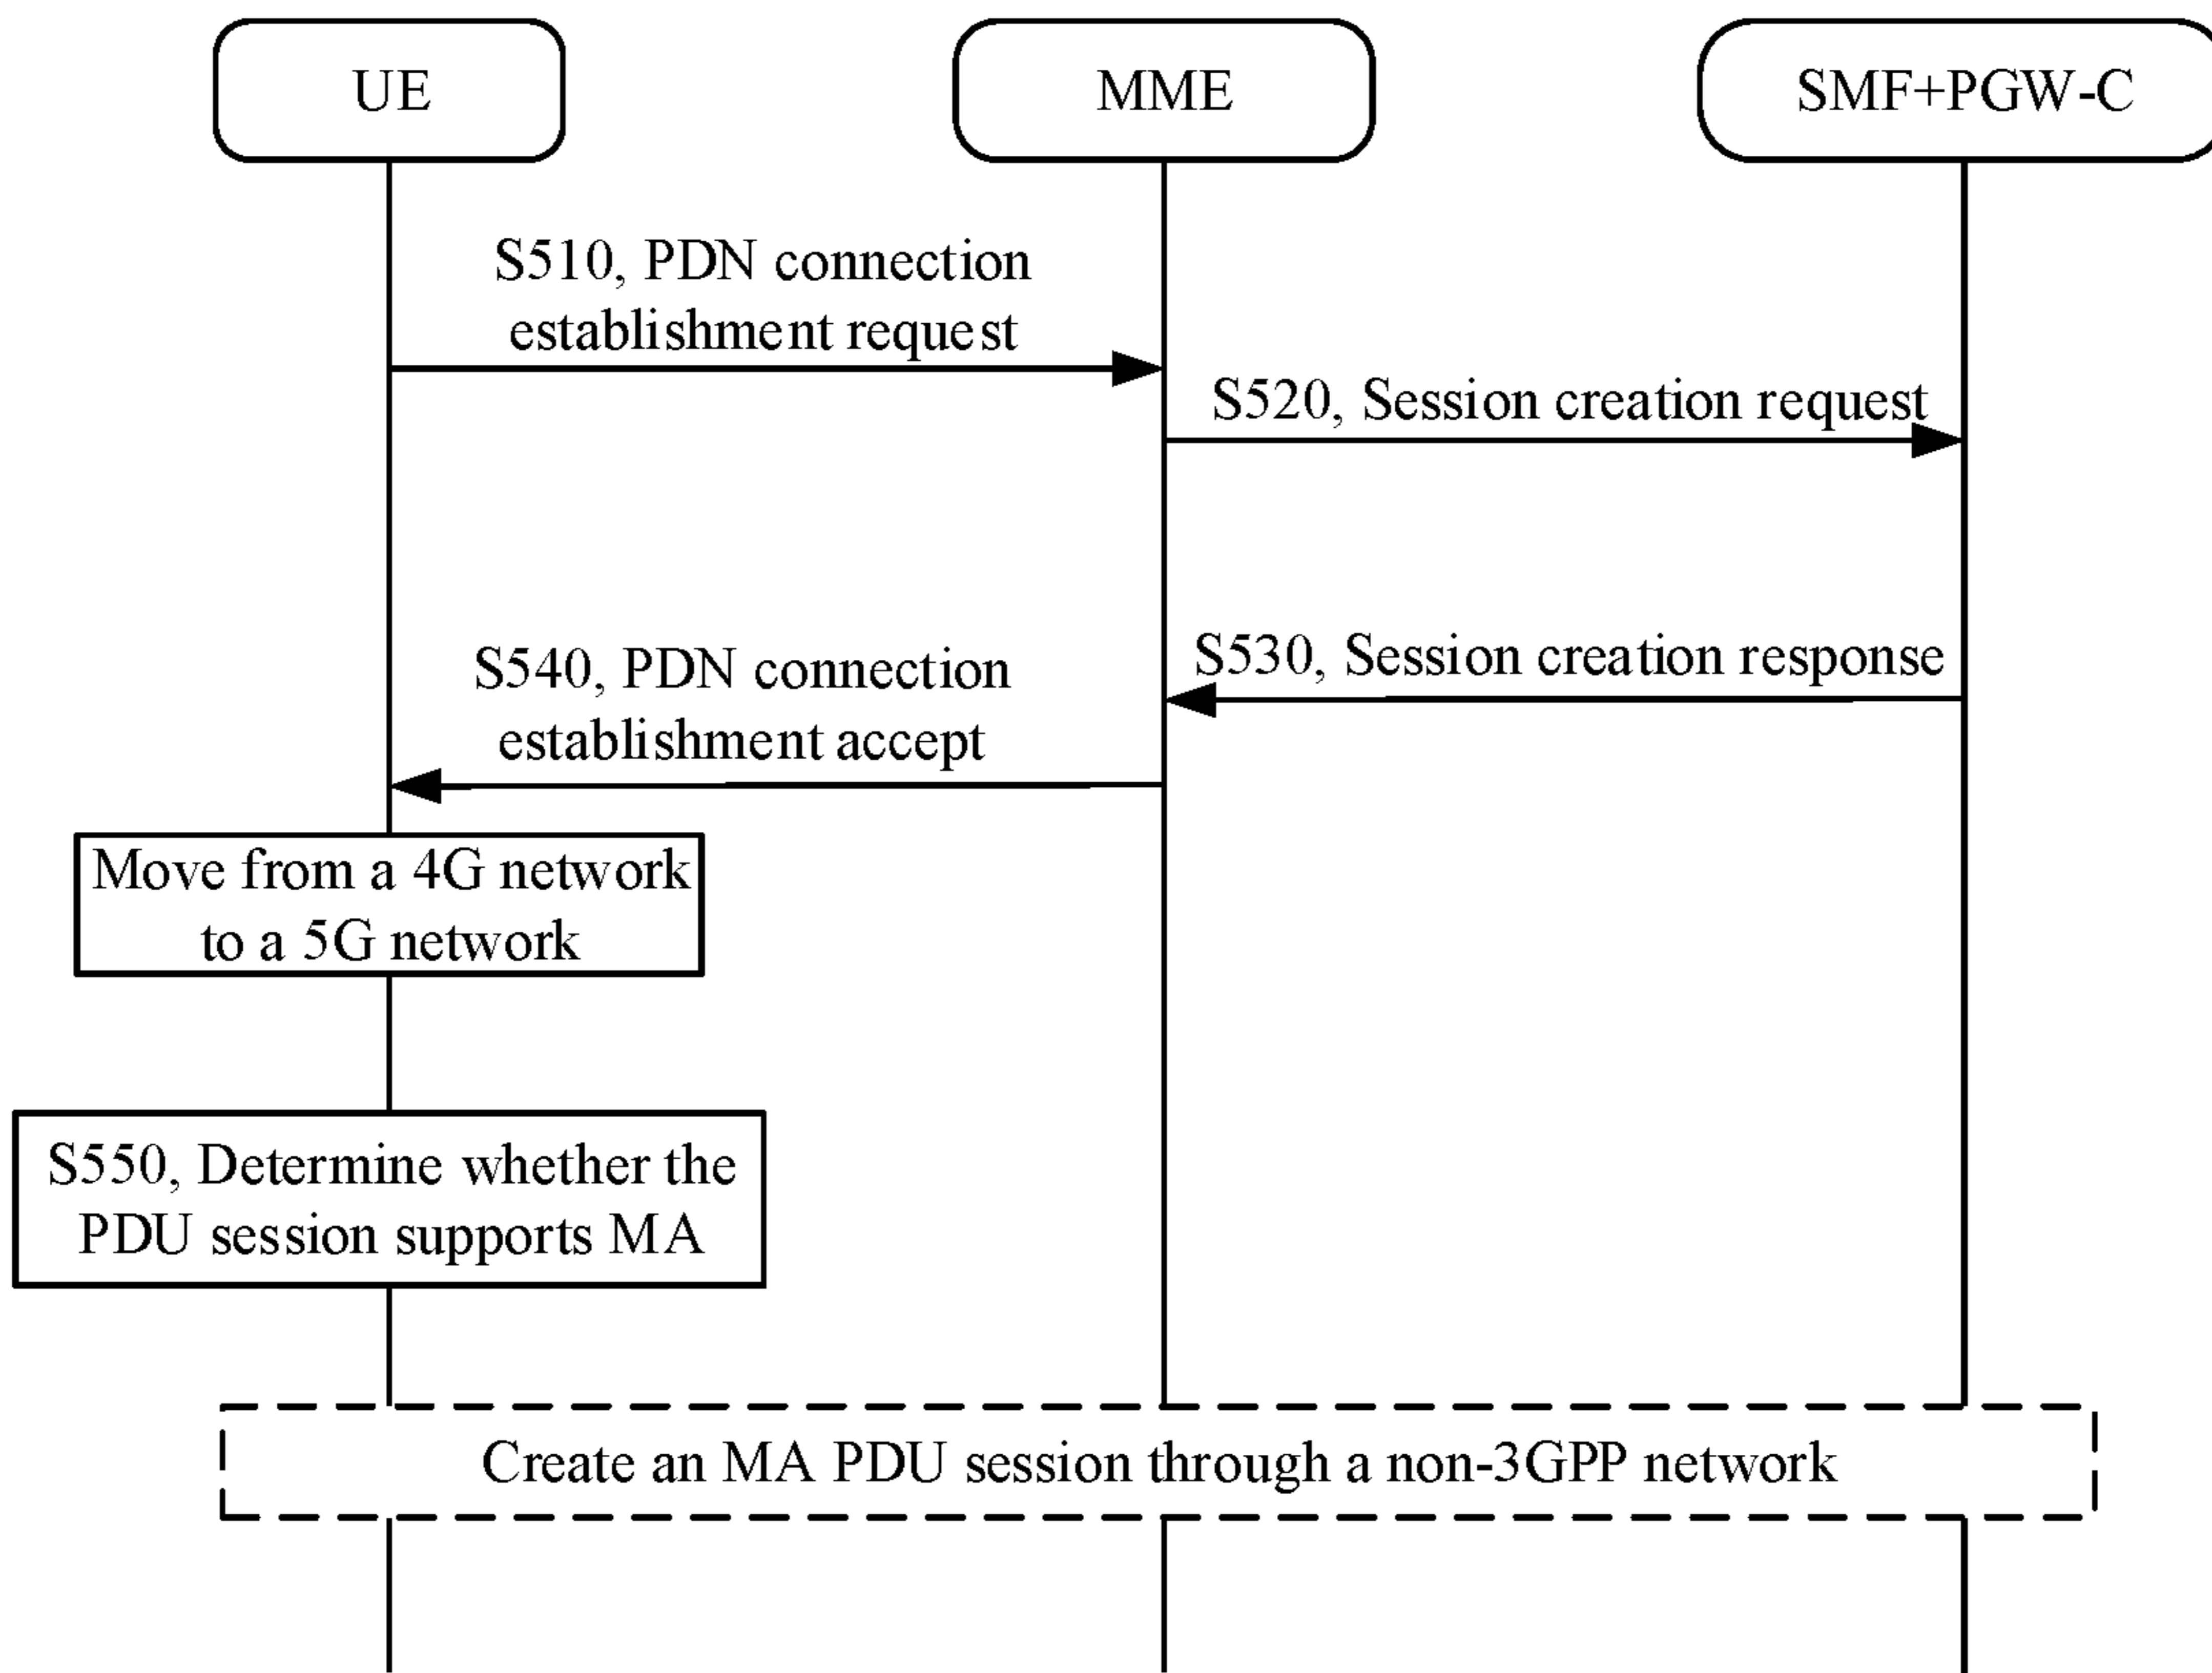 UE
MME
SMF+PGW-C
S510, PDN connection
establishment request
S520, Session creation request
S530, Session creation response
S540, PDN connection
establishment accept
Move from a 4G network
to a 5G network
S550, Determine whether the
PDU session supports MA
Create an MA PDU session through a non-3GPP network